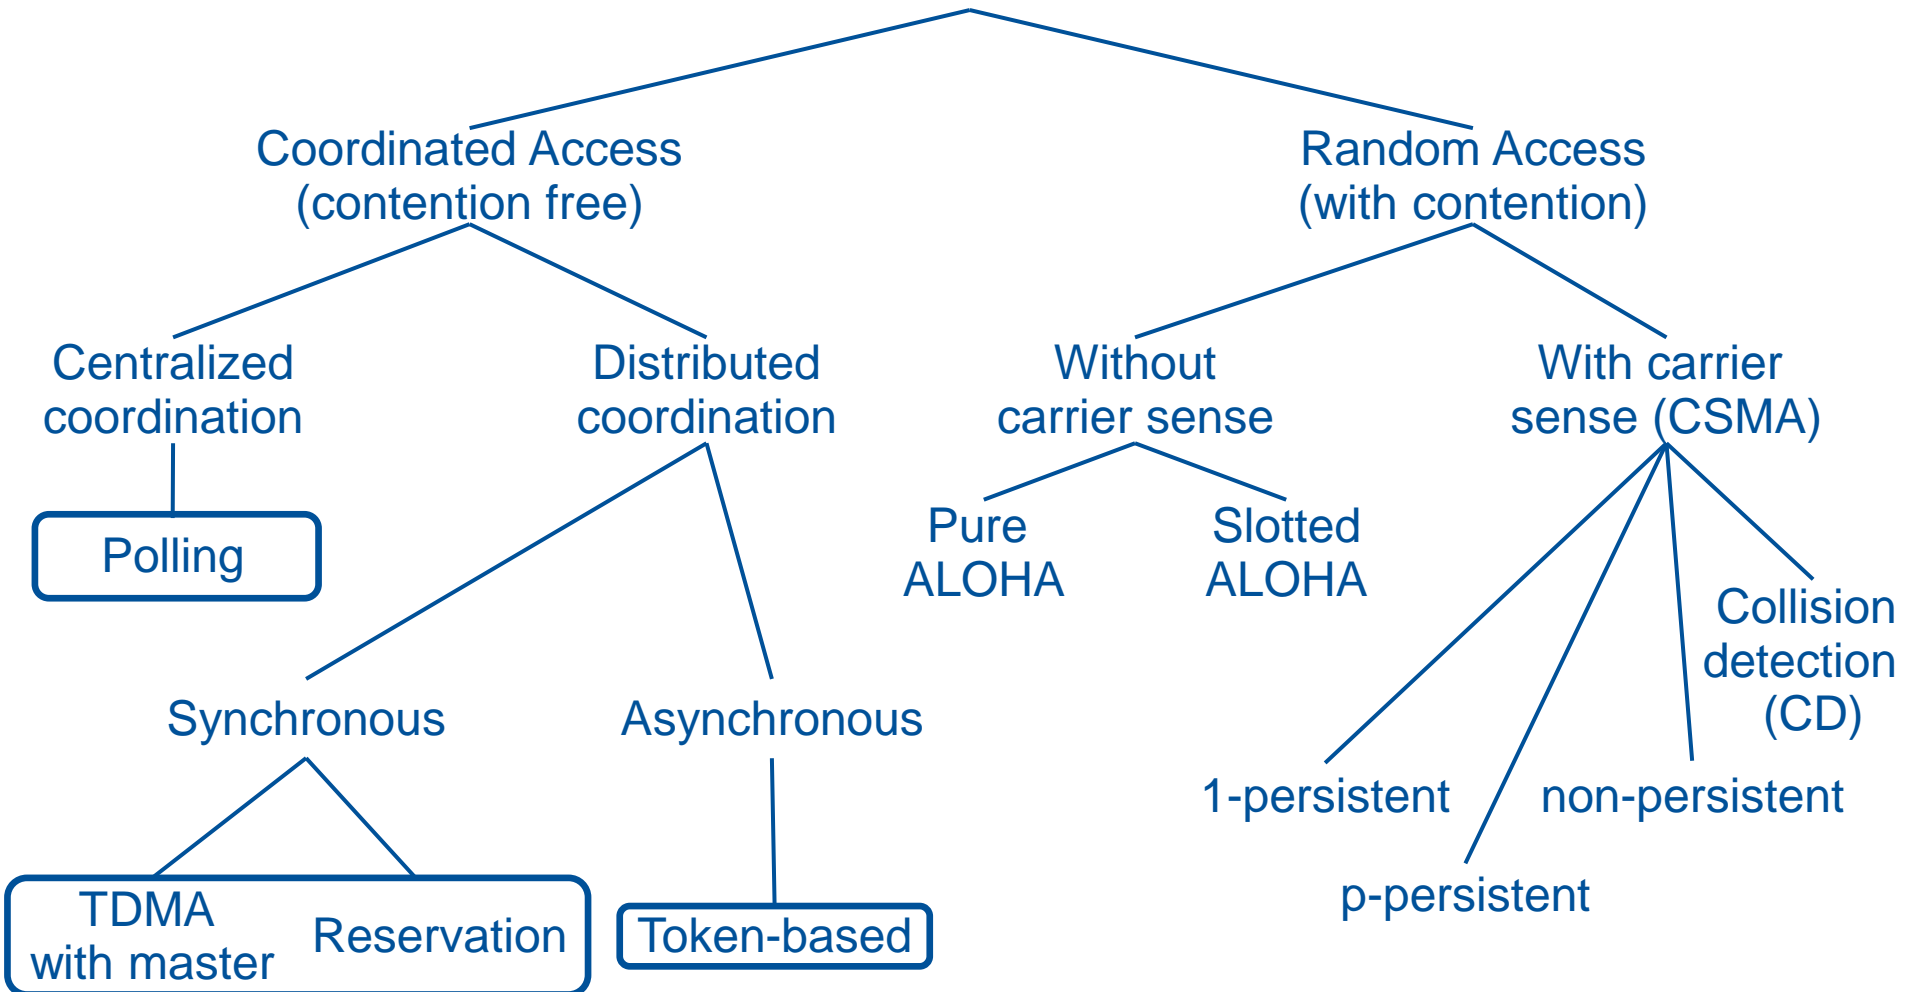 Coordinated Access
(contention free)
Random Access
(with contention)
Centralized
coordination
Distributed
coordination
Without
carrier sense
With carrier
sense (CSMA)
Polling
Pure
ALOHA
Slotted
ALOHA
Collision
detection
(CD)
Synchronous
Asynchronous
1-persistent
non-persistent
p-persistent
TDMA
with master
Reservation
Token-based